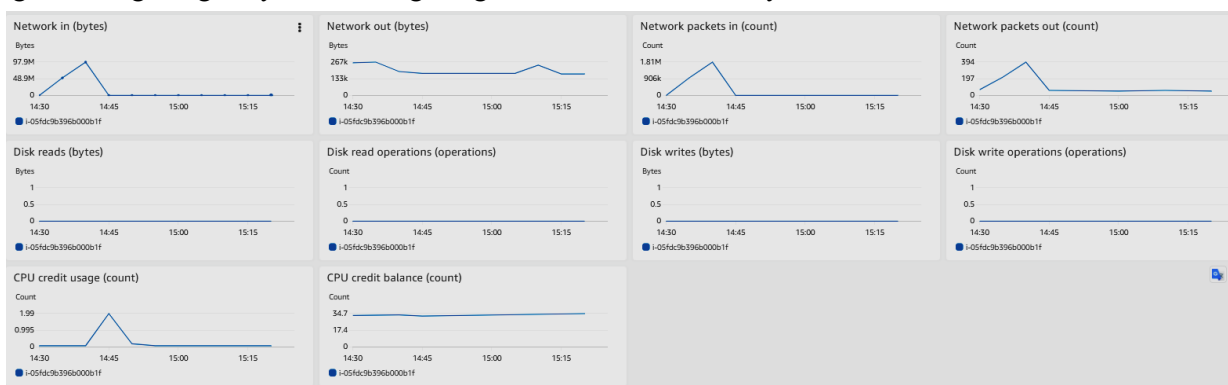 Network in (bytes)
Bytes
97.9M
48.9M
0
14:30 14:45 15:00 15:15
i-05fdc9b396b000b1f
Network out (bytes)
Bytes
267k
133k
0
14:30 14:45 15:00 15:15
i-05fdc9b396b000b1f
Network packets in (count)
Count
1.81M
906k
0
14:30 14:45 15:00 15:15
i-05fdc9b396b000b1f
Network packets out (count)
Count
394
197
0
14:30 14:45 15:00 15:15
i-05fdc9b396b000b1f
Disk reads (bytes)
Bytes
1
0.5
0
14:30 14:45 15:00 15:15
i-05fdc9b396b000b1f
Disk read operations (operations)
Count
1
0.5
0
14:30 14:45 15:00 15:15
i-05fdc9b396b000b1f
Disk writes (bytes)
Bytes
1
0.5
0
14:30 14:45 15:00 15:15
i-05fdc9b396b000b1f
Disk write operations (operations)
Count
1
0.5
0
14:30 14:45 15:00 15:15
i-05fdc9b396b000b1f
CPU credit usage (count)
Count
1.99
0.995
0
14:30 14:45 15:00 15:15
i-05fdc9b396b000b1f
CPU credit balance (count)
Count
34.7
17.4
0
14:30 14:45 15:00 15:15
i-05fdc9b396b000b1f